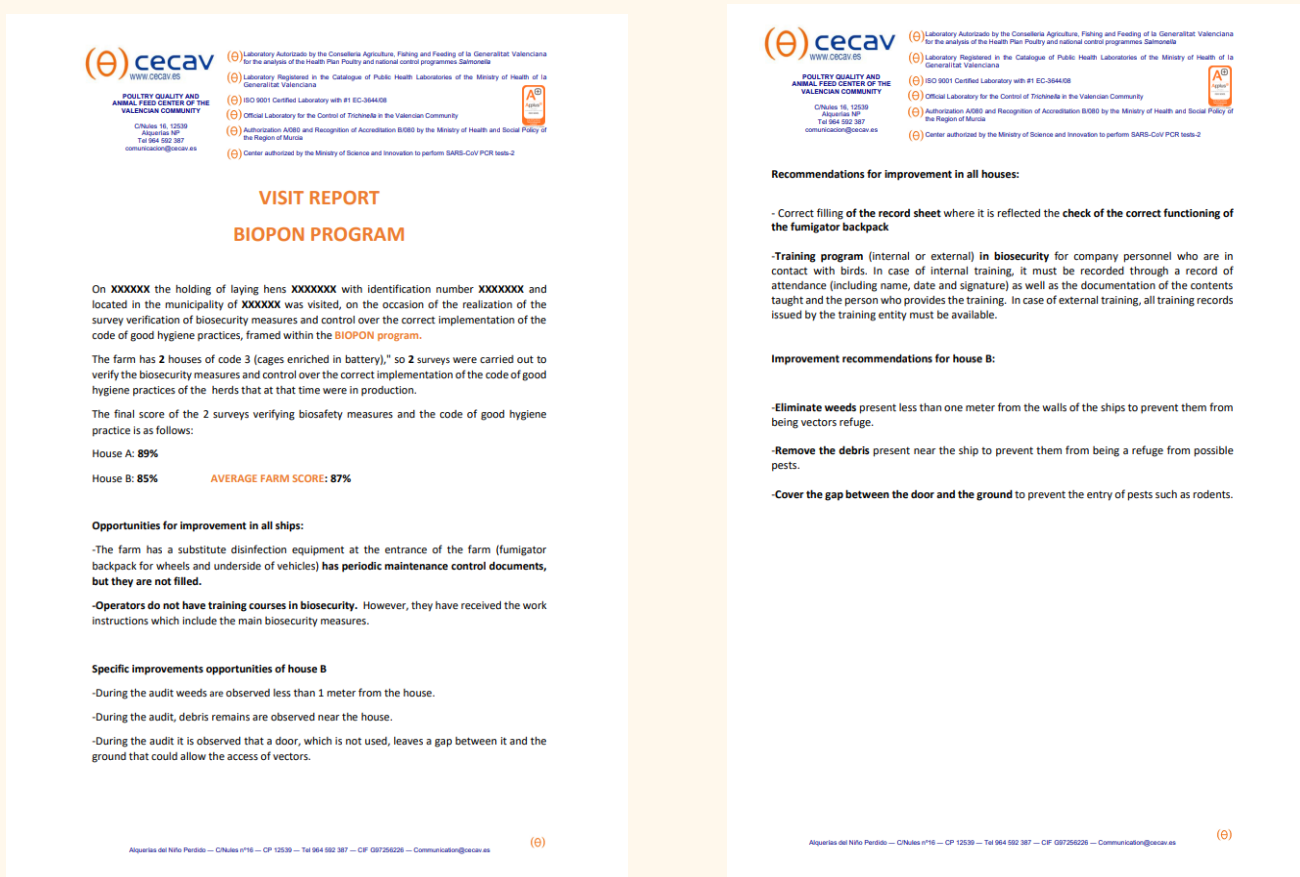 (θ) cecav
www.cecav.es
POULTRY QUALITY AND
ANIMAL FEED CENTER OF THE
VALENCIAN COMMUNITY
C/Nules 16, 12539
Alquerías NP
Tel 964 592 387
comunicacion@cecav.es
(θ) Laboratory Autorizado by the Conselleria Agriculture, Fishing and Feeding of la Generalitat Valenciana
for the analysis of the Health Plan Poultry and national control programmes Salmonella
(θ) Laboratory Registered in the Catalogue of Public Health Laboratories of the Ministry of Health of la
Generalitat Valenciana
(θ) ISO 9001 Certified Laboratory with #1 EC-3644/08
(θ) Official Laboratory for the Control of Trichinella in the Valencian Community
(θ) Authorization A/080 and Recognition of Accreditation B/080 by the Ministry of Health and Social Policy of
the Region of Murcia
(θ) Center authorized by the Ministry of Science and Innovation to perform SARS-CoV PCR tests-2
VISIT REPORT
BIOPON PROGRAM
On XXXXXX the holding of laying hens XXXXXXX with identification number XXXXXXX and
located in the municipality of XXXXXX was visited, on the occasion of the realization of the
survey verification of biosecurity measures and control over the correct implementation of the
code of good hygiene practices, framed within the BIOPON program.
The farm has 2 houses of code 3 (cages enriched in battery)," so 2 surveys were carried out to
verify the biosecurity measures and control over the correct implementation of the code of good
hygiene practices of the herds that at that time were in production.
The final score of the 2 surveys verifying biosafety measures and the code of good hygiene
practice is as follows:
House A: 89%
House B: 85% AVERAGE FARM SCORE: 87%
Opportunities for improvement in all ships:
-The farm has a substitute disinfection equipment at the entrance of the farm (fumigator
backpack for wheels and underside of vehicles) has periodic maintenance control documents,
but they are not filled.
-Operators do not have training courses in biosecurity. However, they have received the work
instructions which include the main biosecurity measures.
Specific improvements opportunities of house B
-During the audit weeds are observed less than 1 meter from the house.
-During the audit, debris remains are observed near the house.
-During the audit it is observed that a door, which is not used, leaves a gap between it and the
ground that could allow the access of vectors.
(θ)
Alquerías del Niño Perdido — C/Nules nº16 — CP 12539 — Tel 964 592 387 — CIF G97256226 — Communication@cecav.es
(θ) cecav
www.cecav.es
POULTRY QUALITY AND
ANIMAL FEED CENTER OF THE
VALENCIAN COMMUNITY
C/Nules 16, 12539
Alquerías NP
Tel 964 592 387
comunicacion@cecav.es
(θ) Laboratory Autorizado by the Conselleria Agriculture, Fishing and Feeding of la Generalitat Valenciana
for the analysis of the Health Plan Poultry and national control programmes Salmonella
(θ) Laboratory Registered in the Catalogue of Public Health Laboratories of the Ministry of Health of la
Generalitat Valenciana
(θ) ISO 9001 Certified Laboratory with #1 EC-3644/08
(θ) Official Laboratory for the Control of Trichinella in the Valencian Community
(θ) Authorization A/080 and Recognition of Accreditation B/080 by the Ministry of Health and Social Policy of
the Region of Murcia
(θ) Center authorized by the Ministry of Science and Innovation to perform SARS-CoV PCR tests-2
Recommendations for improvement in all houses:
- Correct filling of the record sheet where it is reflected the check of the correct functioning of
the fumigator backpack
-Training program (internal or external) in biosecurity for company personnel who are in
contact with birds. In case of internal training, it must be recorded through a record of
attendance (including name, date and signature) as well as the documentation of the contents
taught and the person who provides the training. In case of external training, all training records
issued by the training entity must be available.
Improvement recommendations for house B:
-Eliminate weeds present less than one meter from the walls of the ships to prevent them from
being vectors refuge.
-Remove the debris present near the ship to prevent them from being a refuge from possible
pests.
-Cover the gap between the door and the ground to prevent the entry of pests such as rodents.
(θ)
Alquerías del Niño Perdido — C/Nules nº16 — CP 12539 — Tel 964 592 387 — CIF G97256226 — Communication@cecav.es